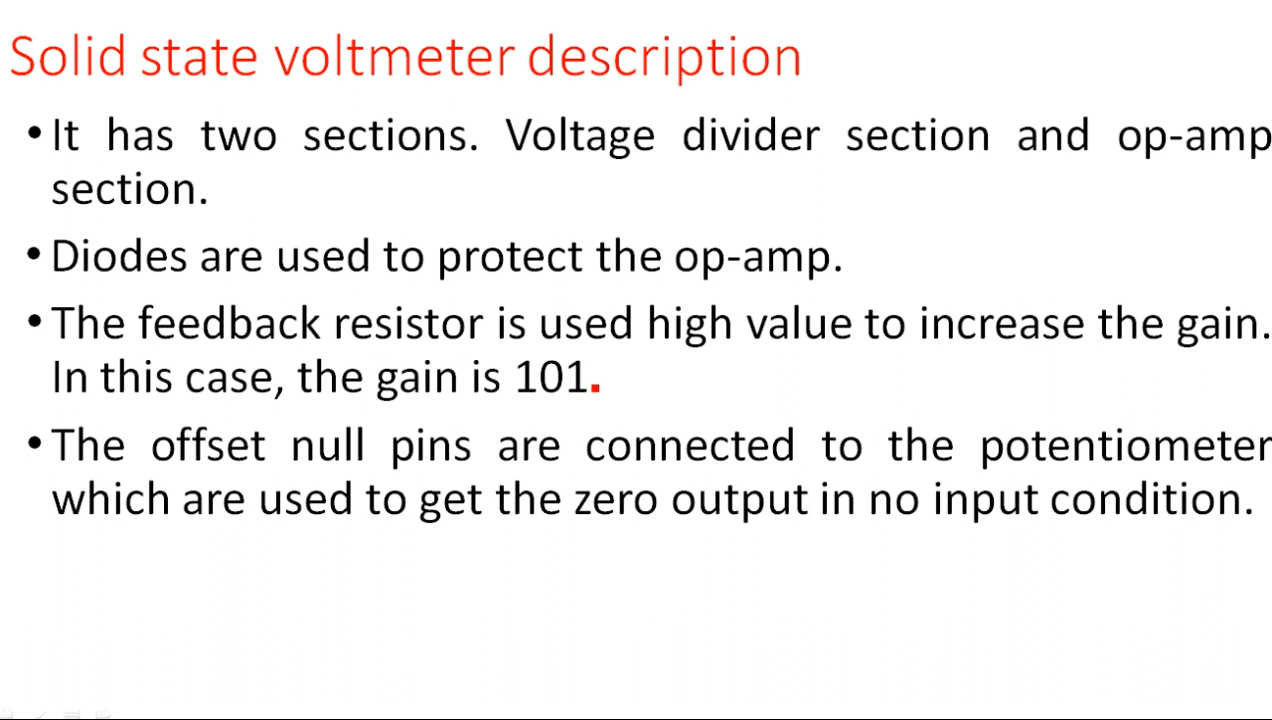 Solid state voltmeter description
•It has two sections. Voltage divider section and op-amp
section.
•Diodes are used to protect the op-amp.
•The feedback resistor is used high value to increase the gain.
In this case, the gain is 101.
•The offset null pins are connected to the potentiometer
which are used to get the zero output in no input condition.